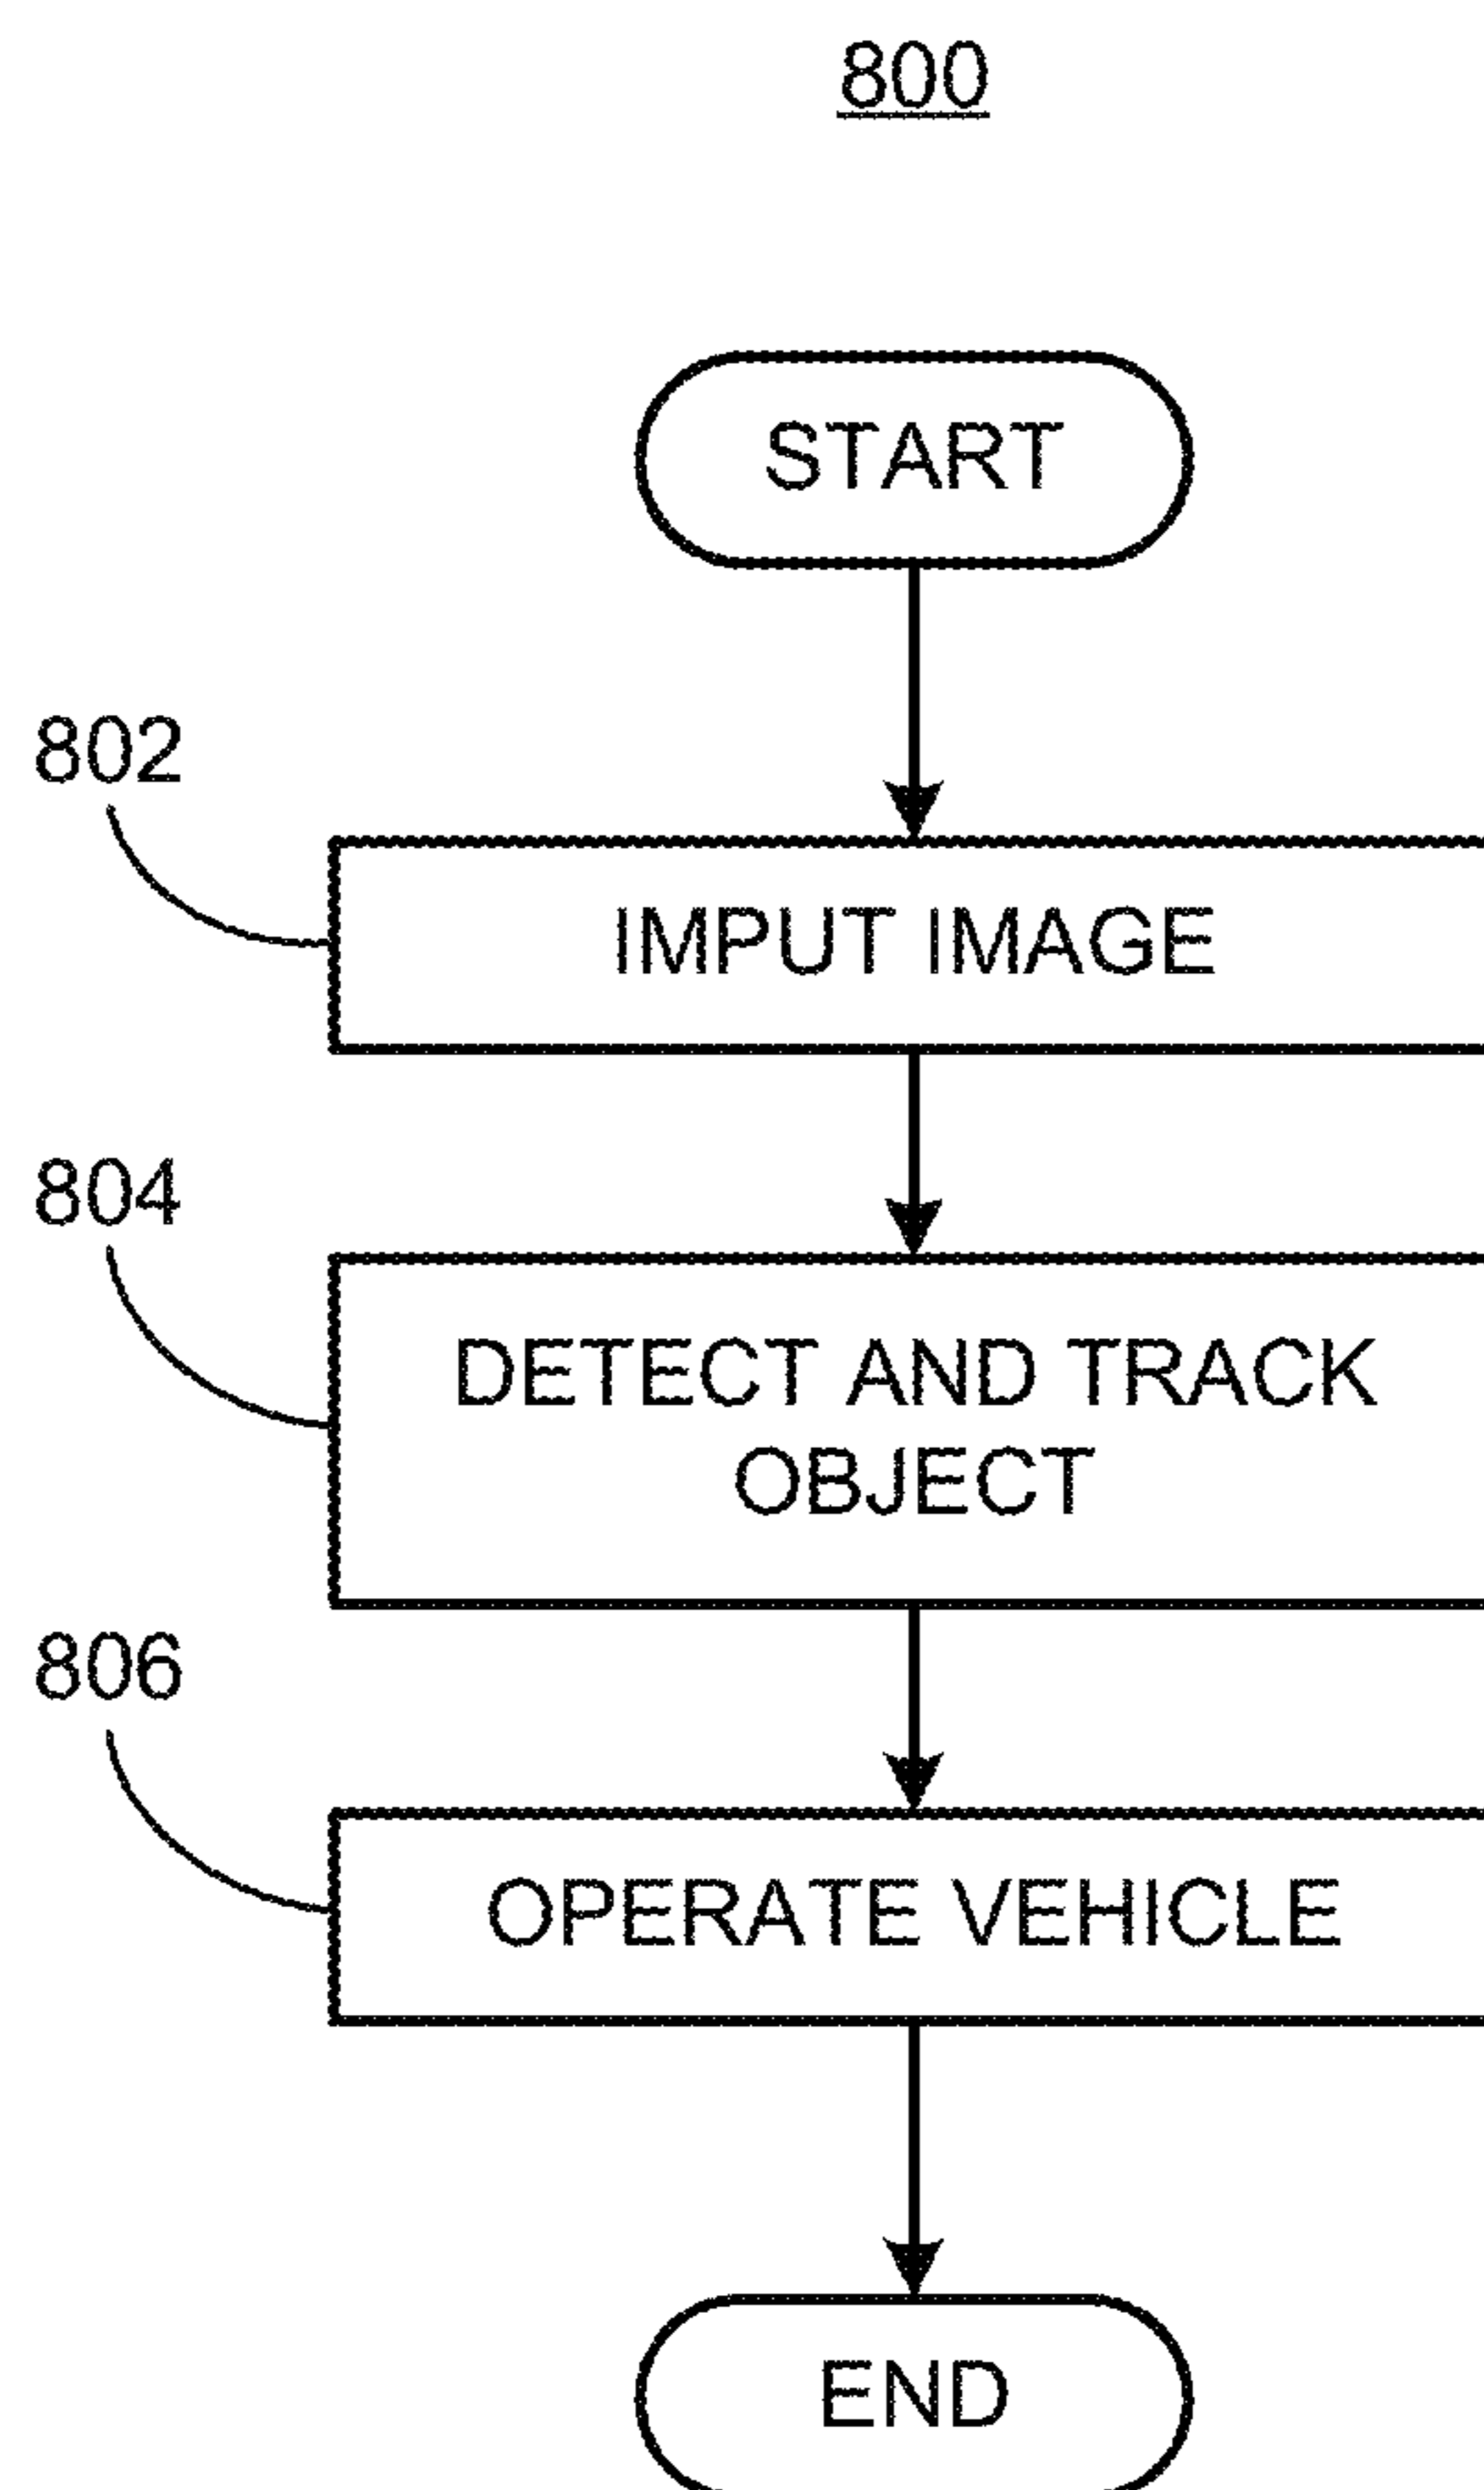 800
START
802
IMPUT IMAGE
804
DETECT AND TRACK
OBJECT
806
OPERATE VEHICLE
END